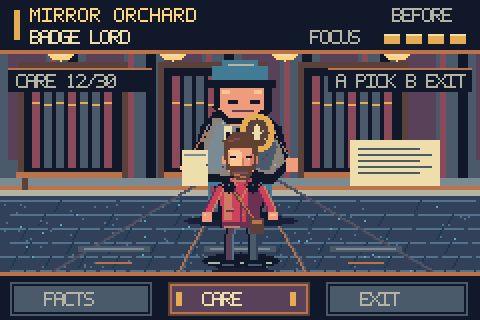 MIRROR ORCHARD
BEFORE
BADGE LORD
FOCUS
CARE 12/30
A PICK B EXIT
FACTS
CARE
EXIT